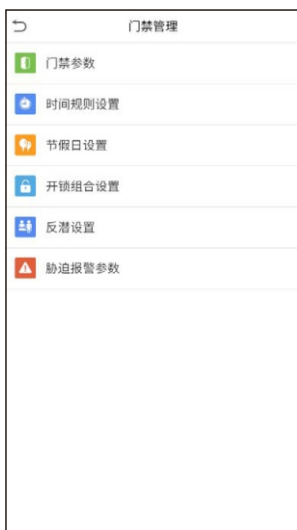 门禁管理
门禁参数
时间规则设置
节假日设置
开锁组合设置
反潜设置
胁迫报警参数